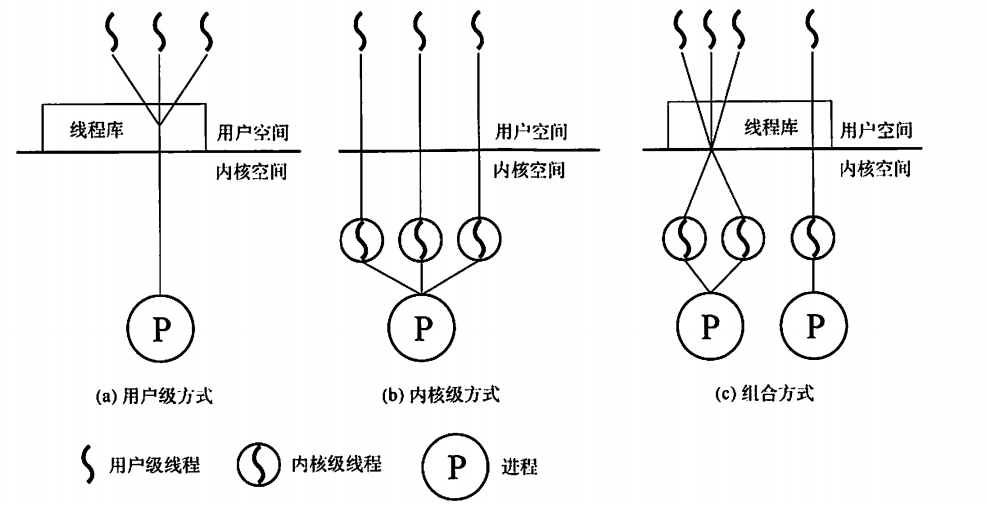 线程库
用户空间
内核空间
P
(a) 用户级方式
用户空间
内核空间
P
(b) 内核级方式
线程库
用户空间
内核空间
P
P
(c) 组合方式
用户级线程
内核级线程
P
进程